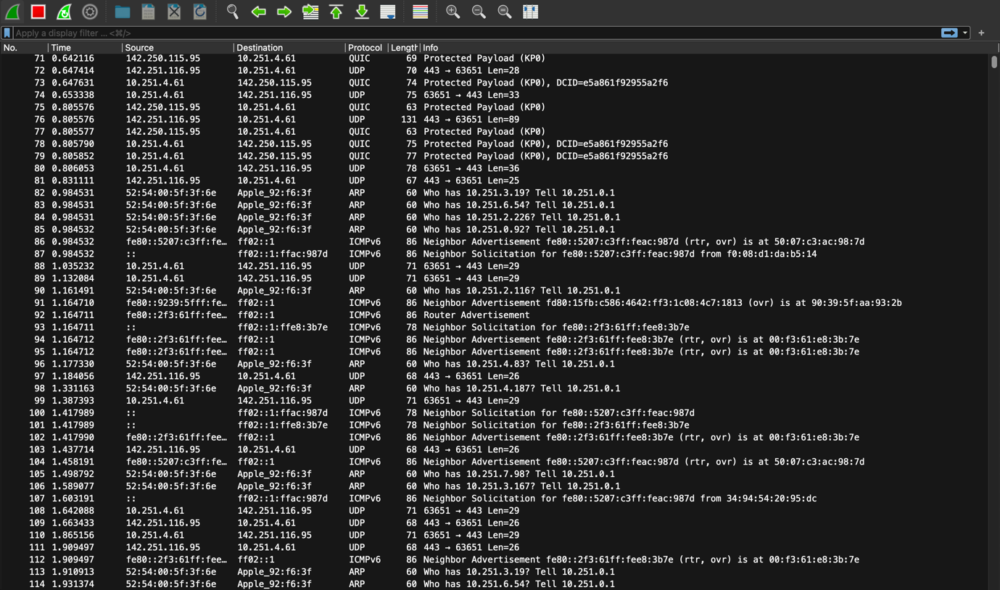 Apply a display filter ... <⌘/>
No. Time Source Destination Protocol Length Info
71 0.642116 142.250.115.95 10.251.4.61 QUIC 69 Protected Payload (KP0)
72 0.647414 142.251.116.95 10.251.4.61 UDP 70 443 → 63651 Len=28
73 0.647631 10.251.4.61 142.250.115.95 QUIC 74 Protected Payload (KP0), DCID=e5a861f92955a2f6
74 0.653338 10.251.4.61 142.251.116.95 UDP 75 63651 → 443 Len=33
75 0.805576 142.250.115.95 10.251.4.61 QUIC 63 Protected Payload (KP0)
76 0.805576 142.251.116.95 10.251.4.61 UDP 131 443 → 63651 Len=89
77 0.805577 142.250.115.95 10.251.4.61 QUIC 63 Protected Payload (KP0)
78 0.805790 10.251.4.61 142.250.115.95 QUIC 75 Protected Payload (KP0), DCID=e5a861f92955a2f6
79 0.805852 10.251.4.61 142.250.115.95 QUIC 77 Protected Payload (KP0), DCID=e5a861f92955a2f6
80 0.806053 10.251.4.61 142.251.116.95 UDP 78 63651 → 443 Len=36
81 0.831111 142.251.116.95 10.251.4.61 UDP 67 443 → 63651 Len=25
82 0.984531 52:54:00:5f:3f:6e Apple_92:f6:3f ARP 60 Who has 10.251.3.19? Tell 10.251.0.1
83 0.984531 52:54:00:5f:3f:6e Apple_92:f6:3f ARP 60 Who has 10.251.6.54? Tell 10.251.0.1
84 0.984531 52:54:00:5f:3f:6e Apple_92:f6:3f ARP 60 Who has 10.251.2.226? Tell 10.251.0.1
85 0.984532 52:54:00:5f:3f:6e Apple_92:f6:3f ARP 60 Who has 10.251.0.92? Tell 10.251.0.1
86 0.984532 fe80::5207:c3ff:fe… ff02::1 ICMPv6 86 Neighbor Advertisement fe80::5207:c3ff:feac:987d (rtr, ovr) is at 50:07:c3:ac:98:7d
87 0.984532 :: ff02::1:ffac:987d ICMPv6 86 Neighbor Solicitation for fe80::5207:c3ff:feac:987d from f0:08:d1:da:b5:14
88 1.035232 10.251.4.61 142.251.116.95 UDP 71 63651 → 443 Len=29
89 1.132084 10.251.4.61 142.251.116.95 UDP 71 63651 → 443 Len=29
90 1.161491 52:54:00:5f:3f:6e Apple_92:f6:3f ARP 60 Who has 10.251.2.116? Tell 10.251.0.1
91 1.164710 fe80::9239:5fff:fe… ff02::1 ICMPv6 86 Neighbor Advertisement fd80:15fb:c586:4642:ff3:1c08:4c7:1813 (ovr) is at 90:39:5f:aa:93:2b
92 1.164711 fe80::2f3:61ff:fee… ff02::1 ICMPv6 86 Router Advertisement
93 1.164711 :: ff02::1:ffe8:3b7e ICMPv6 78 Neighbor Solicitation for fe80::2f3:61ff:fee8:3b7e
94 1.164712 fe80::2f3:61ff:fee… ff02::1 ICMPv6 86 Neighbor Advertisement fe80::2f3:61ff:fee8:3b7e (rtr, ovr) is at 00:f3:61:e8:3b:7e
95 1.164712 fe80::2f3:61ff:fee… ff02::1 ICMPv6 86 Neighbor Advertisement fe80::2f3:61ff:fee8:3b7e (rtr, ovr) is at 00:f3:61:e8:3b:7e
96 1.177330 52:54:00:5f:3f:6e Apple_92:f6:3f ARP 60 Who has 10.251.4.83? Tell 10.251.0.1
97 1.184056 142.251.116.95 10.251.4.61 UDP 68 443 → 63651 Len=26
98 1.331163 52:54:00:5f:3f:6e Apple_92:f6:3f ARP 60 Who has 10.251.4.187? Tell 10.251.0.1
99 1.387393 10.251.4.61 142.251.116.95 UDP 71 63651 → 443 Len=29
100 1.417989 :: ff02::1:ffac:987d ICMPv6 78 Neighbor Solicitation for fe80::5207:c3ff:feac:987d
101 1.417989 :: ff02::1:ffe8:3b7e ICMPv6 78 Neighbor Solicitation for fe80::2f3:61ff:fee8:3b7e
102 1.417990 fe80::2f3:61ff:fee… ff02::1 ICMPv6 86 Neighbor Advertisement fe80::2f3:61ff:fee8:3b7e (rtr, ovr) is at 00:f3:61:e8:3b:7e
103 1.437714 142.251.116.95 10.251.4.61 UDP 68 443 → 63651 Len=26
104 1.458191 fe80::5207:c3ff:fe… ff02::1 ICMPv6 86 Neighbor Advertisement fe80::5207:c3ff:feac:987d (rtr, ovr) is at 50:07:c3:ac:98:7d
105 1.498792 52:54:00:5f:3f:6e Apple_92:f6:3f ARP 60 Who has 10.251.7.98? Tell 10.251.0.1
106 1.589077 52:54:00:5f:3f:6e Apple_92:f6:3f ARP 60 Who has 10.251.3.167? Tell 10.251.0.1
107 1.603191 :: ff02::1:ffac:987d ICMPv6 86 Neighbor Solicitation for fe80::5207:c3ff:feac:987d from 34:94:54:20:95:dc
108 1.642088 10.251.4.61 142.251.116.95 UDP 71 63651 → 443 Len=29
109 1.663433 142.251.116.95 10.251.4.61 UDP 68 443 → 63651 Len=26
110 1.865156 10.251.4.61 142.251.116.95 UDP 71 63651 → 443 Len=29
111 1.909497 142.251.116.95 10.251.4.61 UDP 68 443 → 63651 Len=26
112 1.909497 fe80::2f3:61ff:fee… ff02::1 ICMPv6 86 Neighbor Advertisement fe80::2f3:61ff:fee8:3b7e (rtr, ovr) is at 00:f3:61:e8:3b:7e
113 1.910913 52:54:00:5f:3f:6e Apple_92:f6:3f ARP 60 Who has 10.251.3.19? Tell 10.251.0.1
114 1.931374 52:54:00:5f:3f:6e Apple_92:f6:3f ARP 60 Who has 10.251.6.54? Tell 10.251.0.1